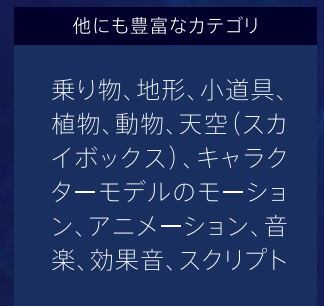 他にも豊富なカテゴリ
乗り物、地形、小道具、
植物、動物、天空（スカ
イボックス）、キャラク
ターモデルのモーショ
ン、アニメーション、音
楽、効果音、スクリプト